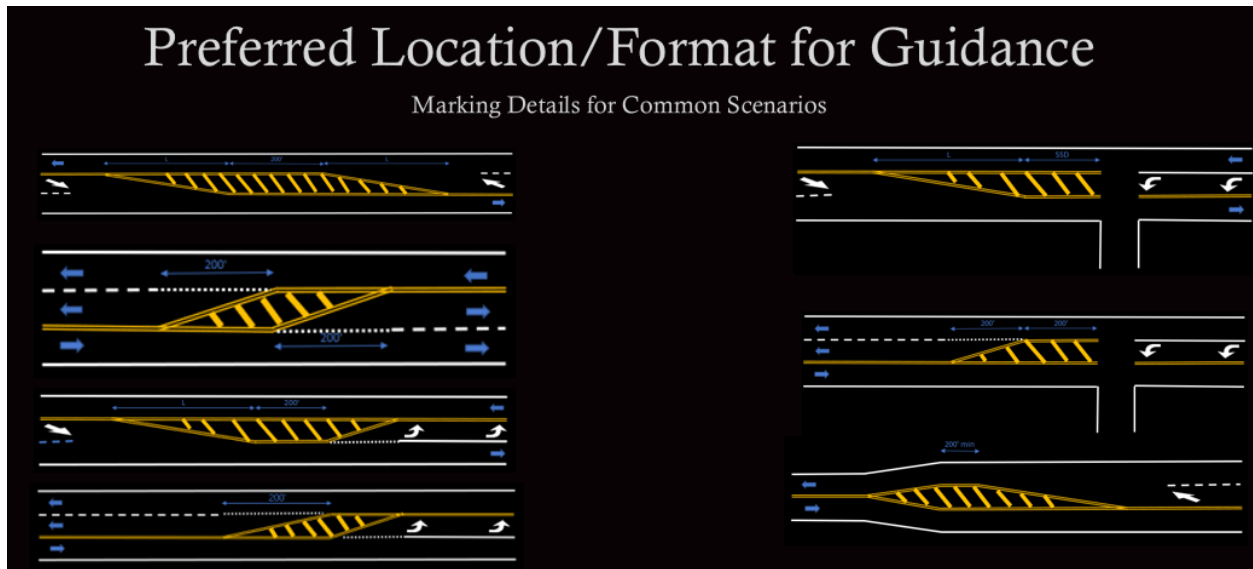 Preferred Location/Format for Guidance
Marking Details for Common Scenarios
L 200' L
200'
200'
L 200'
200'
L SSD
200' 200'
200' min